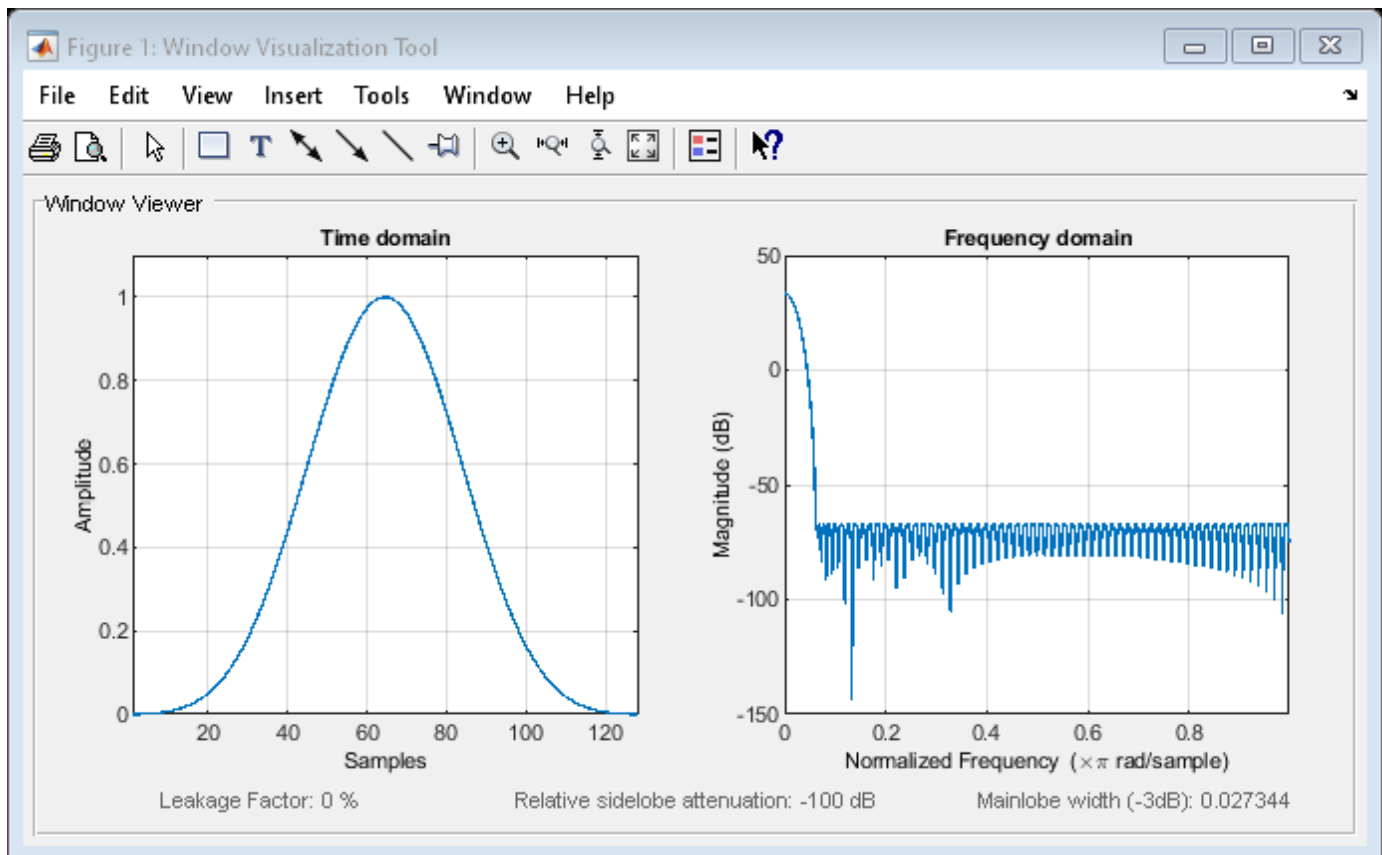 Figure 1: Window Visualization Tool
File Edit View Insert Tools Window Help
T
?
Window Viewer
Time domain
1
0.8
0.6
0.4
0.2
0
Amplitude
20 40 60 80 100 120
Samples
Frequency domain
50
0
-50
-100
-150
Magnitude (dB)
0 0.2 0.4 0.6 0.8
Normalized Frequency (×π rad/sample)
Leakage Factor: 0 %
Relative sidelobe attenuation: -100 dB
Mainlobe width (-3dB): 0.027344